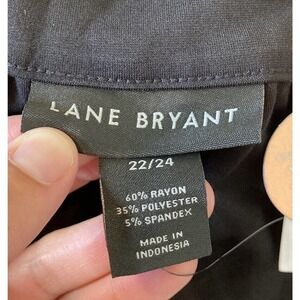 LANE BRYANT
22/24
60% RAYON
35% POLYESTER
5% SPANDEX
MADE IN
INDONESIA